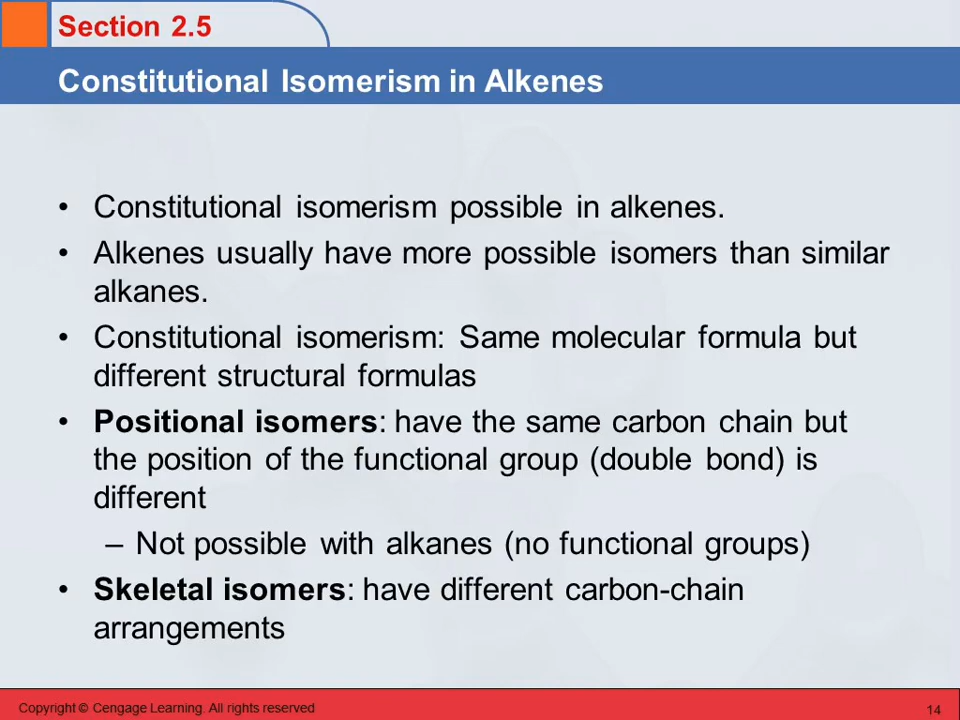 Section 2.5
Constitutional Isomerism in Alkenes
• Constitutional isomerism possible in alkenes.
• Alkenes usually have more possible isomers than similar
alkanes.
• Constitutional isomerism: Same molecular formula but
different structural formulas
• Positional isomers: have the same carbon chain but
the position of the functional group (double bond) is
different
– Not possible with alkanes (no functional groups)
• Skeletal isomers: have different carbon-chain
arrangements
Copyright © Cengage Learning. All rights reserved
14